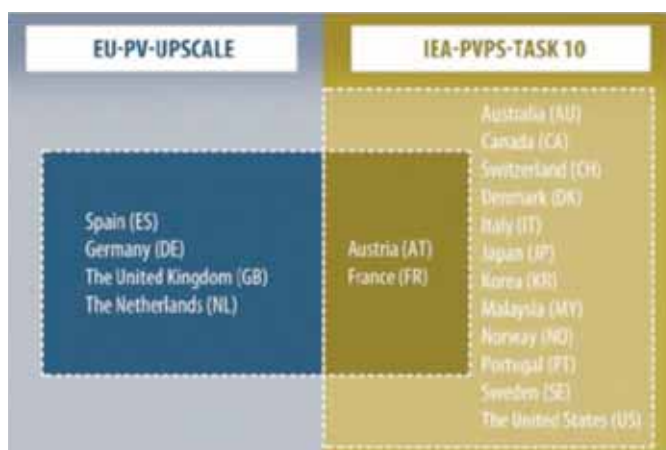 EU-PV-UPSCALE
IEA-PVPS-TASK 10
Spain (ES)
Germany (DE)
The United Kingdom (GB)
The Netherlands (NL)
Austria (AT)
France (FR)
Australia (AU)
Canada (CA)
Switzerland (CH)
Denmark (DK)
Italy (IT)
Japan (JP)
Korea (KR)
Malaysia (MY)
Norway (NO)
Portugal (PT)
Sweden (SE)
The United States (US)